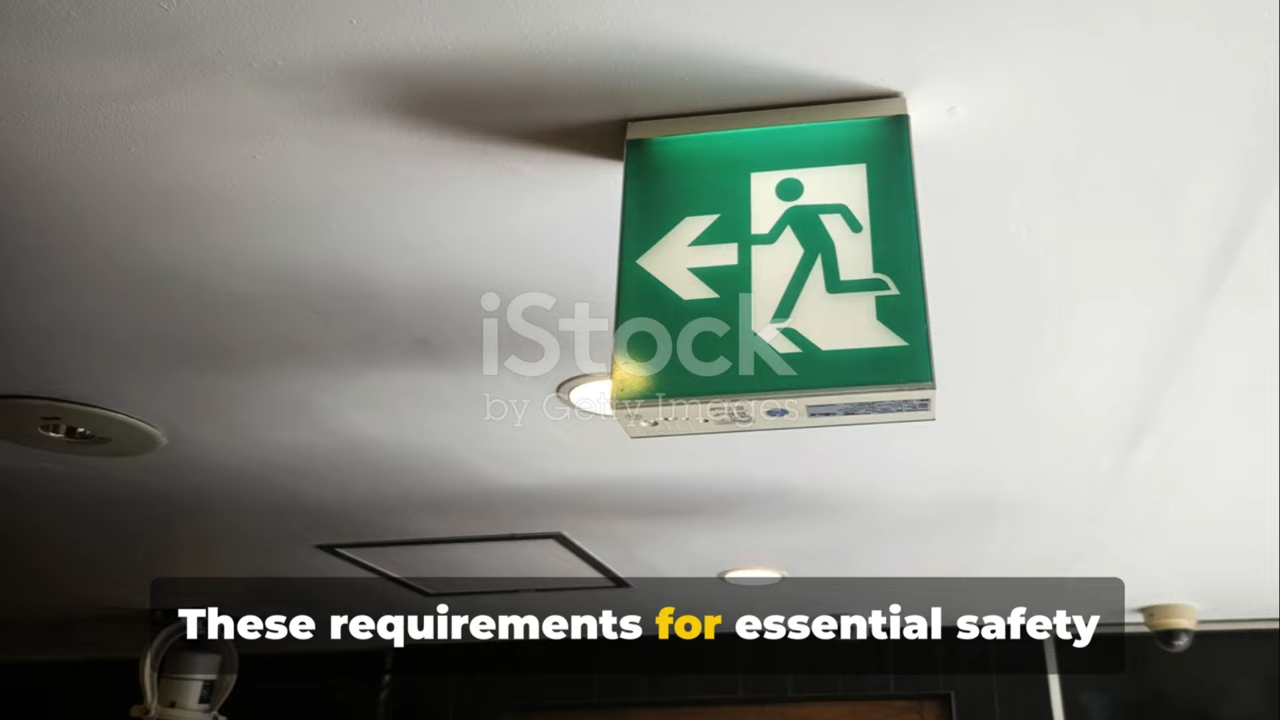 iStock
by Getty Images
These requirements for essential safety